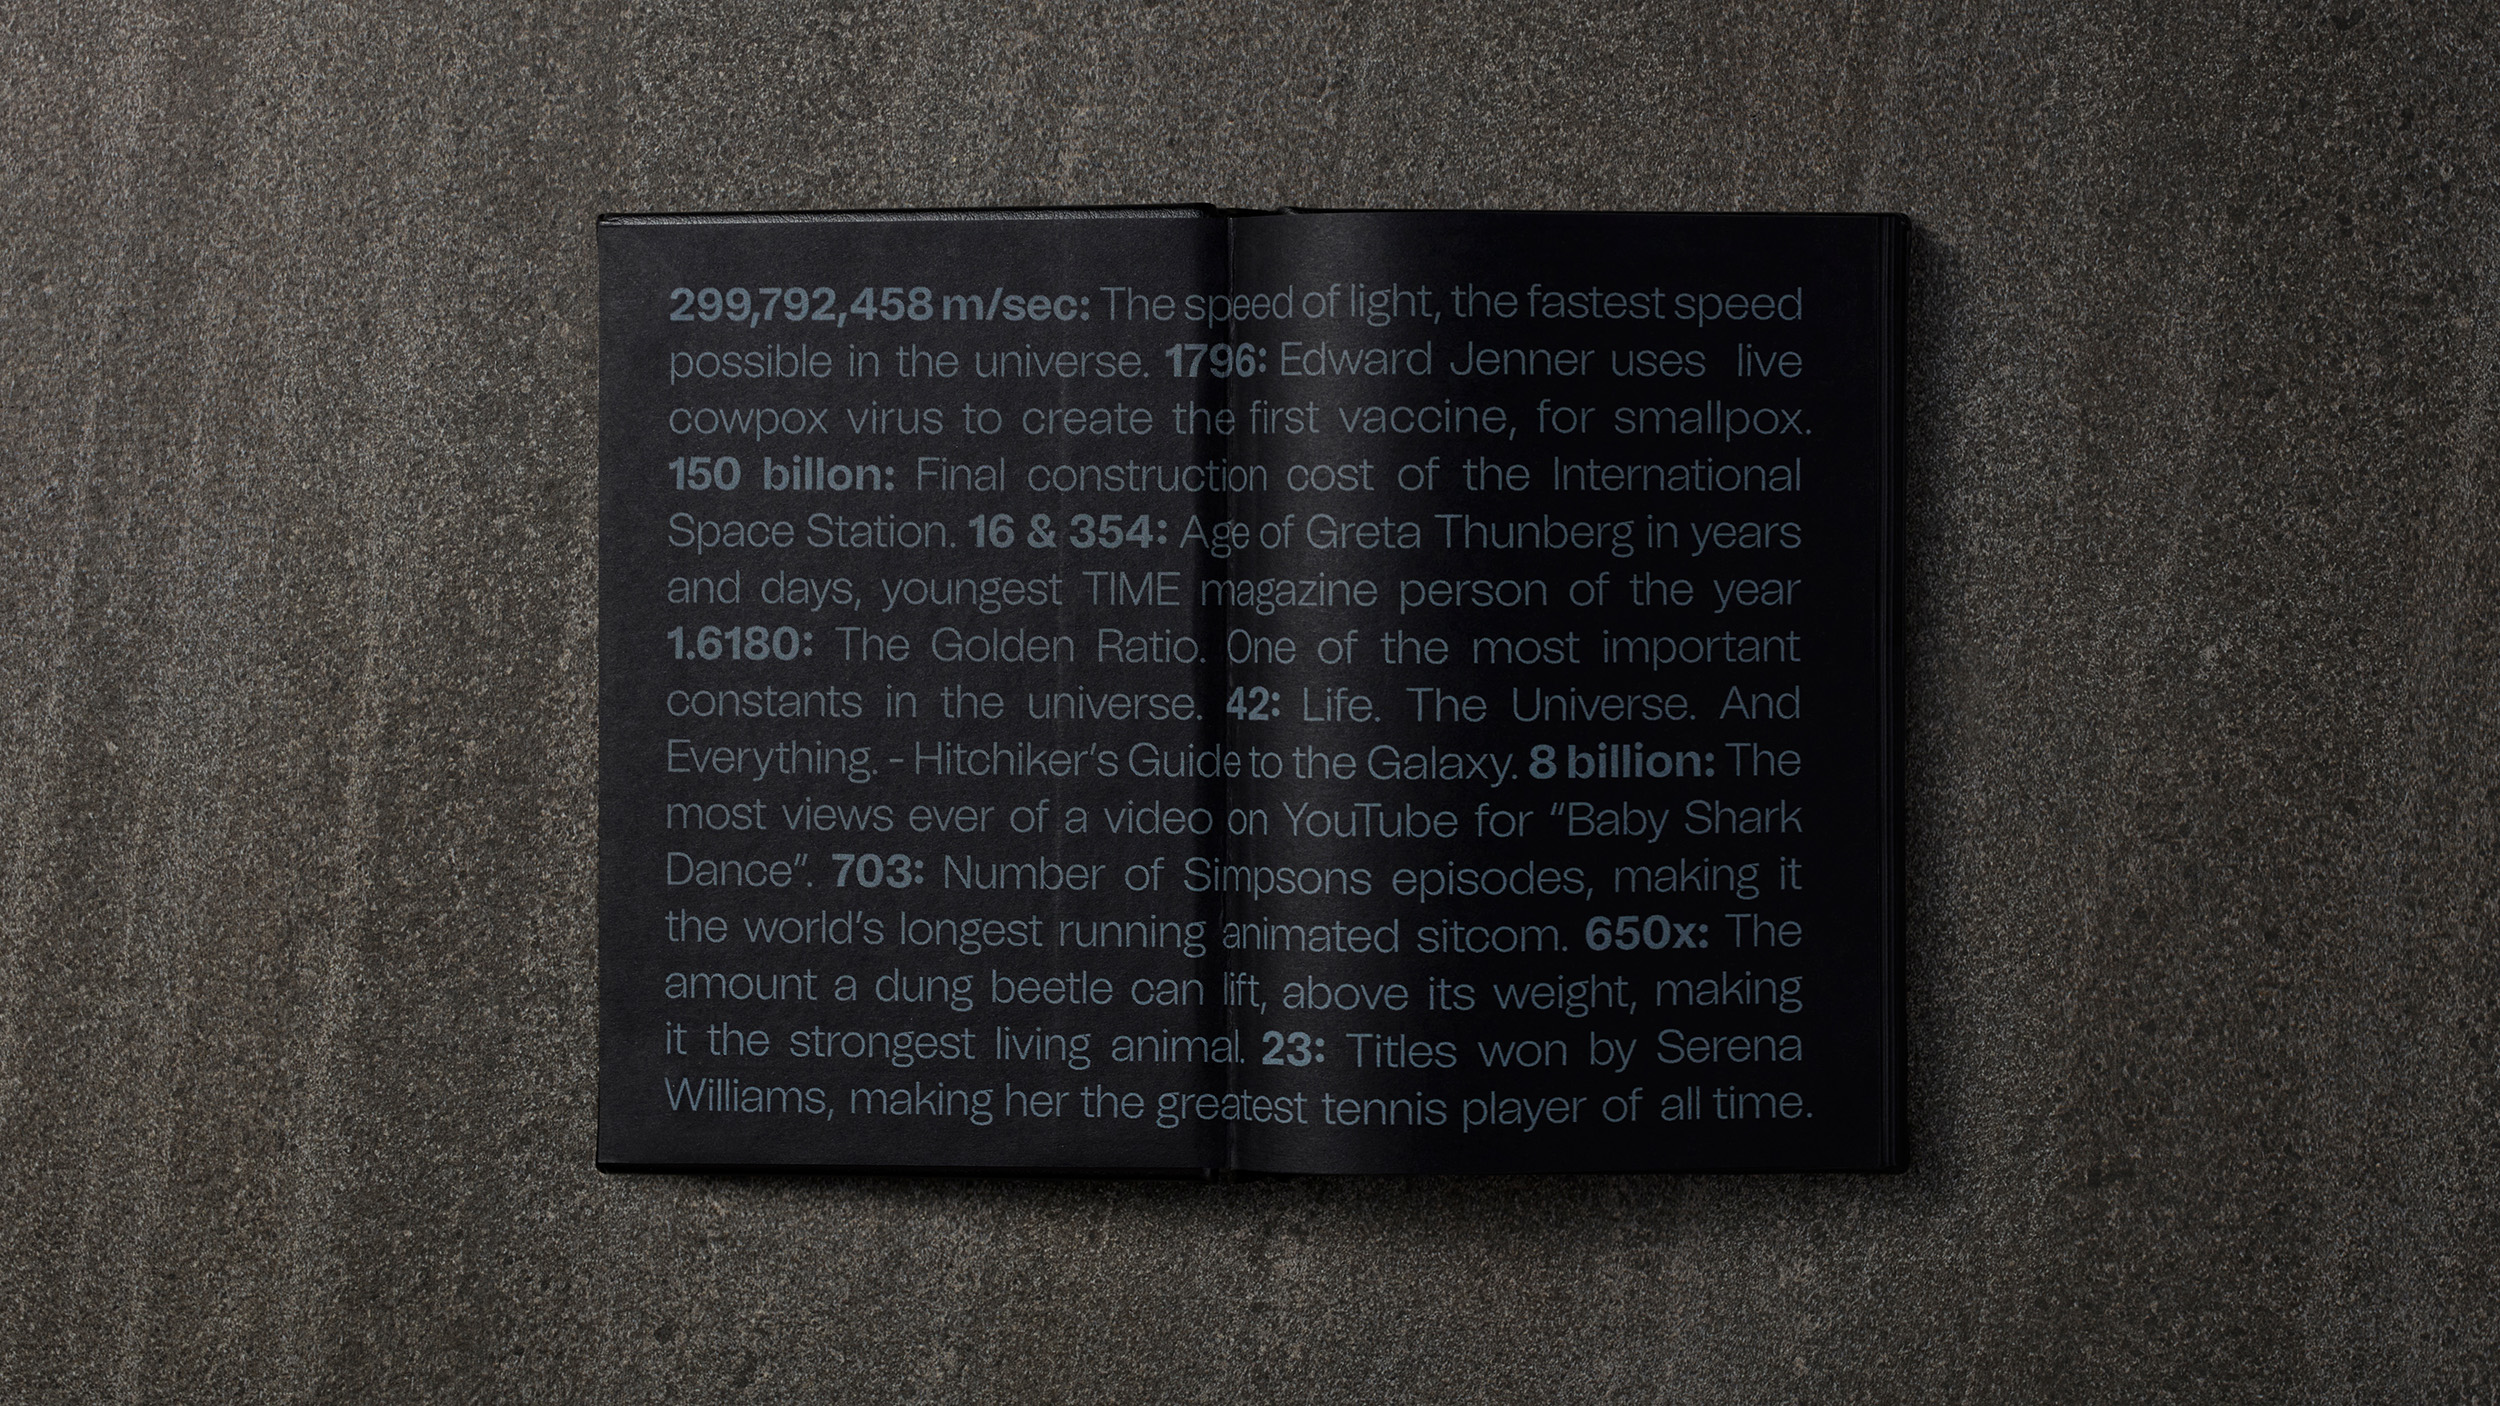 299,792,458 m/sec: The speed of light, the fastest speed
possible in the universe. 1796: Edward Jenner uses live
cowpox virus to create the first vaccine, for smallpox.
150 billon: Final construction cost of the International
Space Station. 16 & 354: Age of Greta Thunberg in years
and days, youngest TIME magazine person of the year
1.6180: The Golden Ratio. One of the most important
constants in the universe. 42: Life. The Universe. And
Everything. - Hitchiker's Guide to the Galaxy. 8 billion: The
most views ever of a video on YouTube for “Baby Shark
Dance”. 703: Number of Simpsons episodes, making it
the world's longest running animated sitcom. 650x: The
amount a dung beetle can lift, above its weight, making
it the strongest living animal. 23: Titles won by Serena
Williams, making her the greatest tennis player of all time.